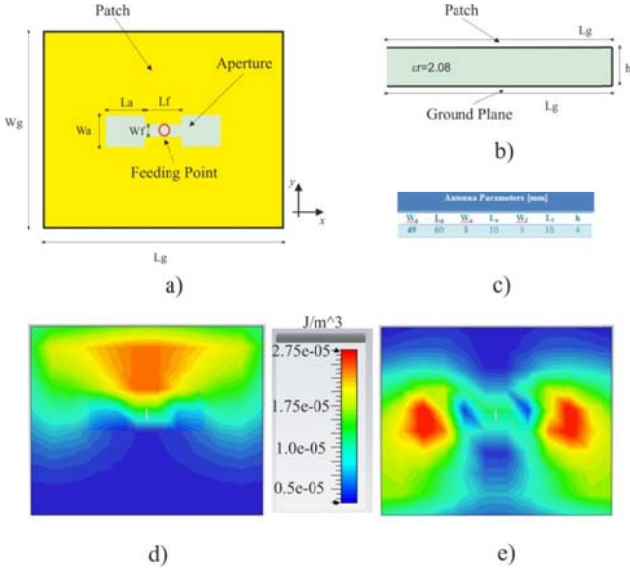 Patch
Aperture
La
Lf
Wg
Wa
Wf
Feeding Point
y
x
Lg
a)
Patch
Lg
εr=2.08
h
Lg
Ground Plane
b)
Antenna Parameters [mm]
Wg Lg Wa La Wf Lf h
49 60 8 10 3 10 4
c)
J/m^3
2.75e-05
1.75e-05
1.0e-05
0.5e-05
d)
e)